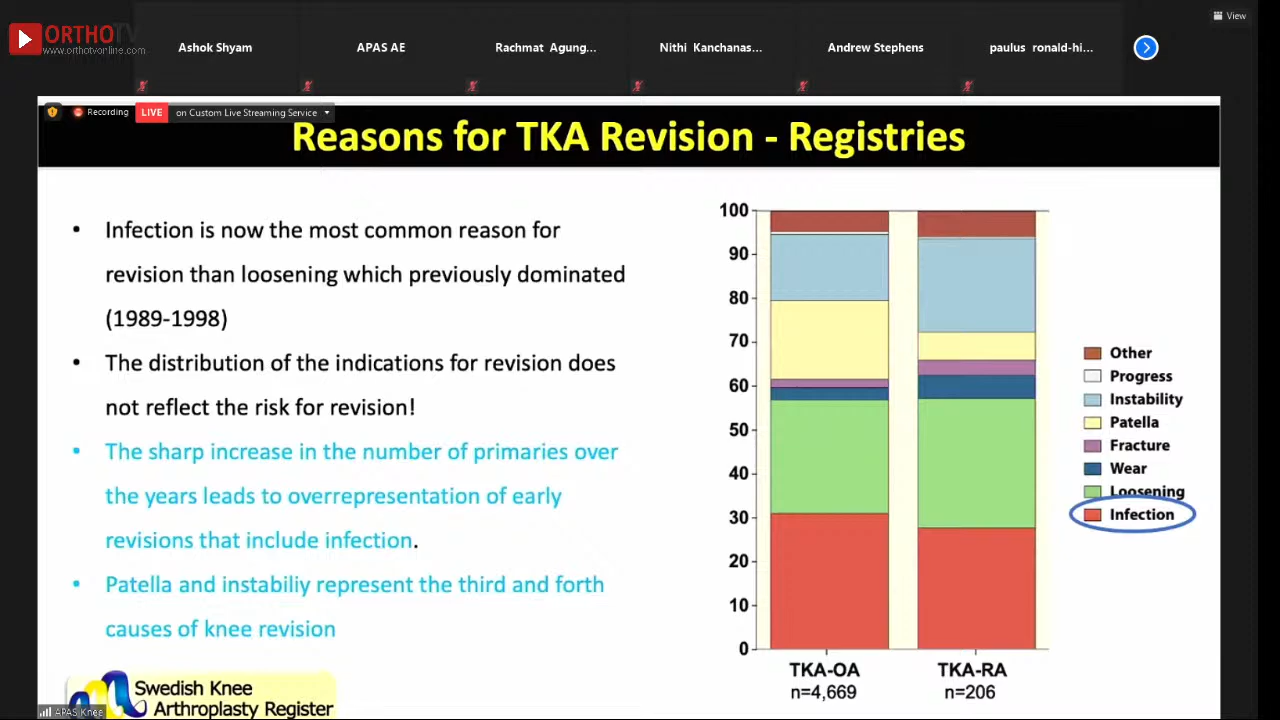 ORTHOTV
www.orthotvonline.com
Ashok Shyam
APAS AE
Rachmat Agung...
Nithi Kanchanas...
Andrew Stephens
paulus ronald-hi...
View
Recording
LIVE
on Custom Live Streaming Service
Reasons for TKA Revision - Registries
• Infection is now the most common reason for
revision than loosening which previously dominated
(1989-1998)
• The distribution of the indications for revision does
not reflect the risk for revision!
• The sharp increase in the number of primaries over
the years leads to overrepresentation of early
revisions that include infection.
• Patella and instabiliy represent the third and forth
causes of knee revision
Swedish Knee
Arthroplasty Register
APAS Knee
100
90
80
70
60
50
40
30
20
10
0
TKA-OA
n=4,669
TKA-RA
n=206
Other
Progress
Instability
Patella
Fracture
Wear
Loosening
Infection